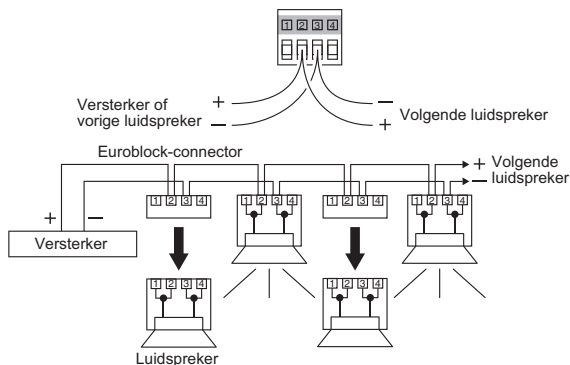 1 2 3 4
Versterker of
vorige luidspreker
+
−
−
+
Volgende luidspreker
Euroblock-connector
+ Volgende
− luidspreker
+ −
Versterker
1 2 3 4
1 2 3 4
1 2 3 4
1 2 3 4
1 2 3 4
1 2 3 4
Luidspreker